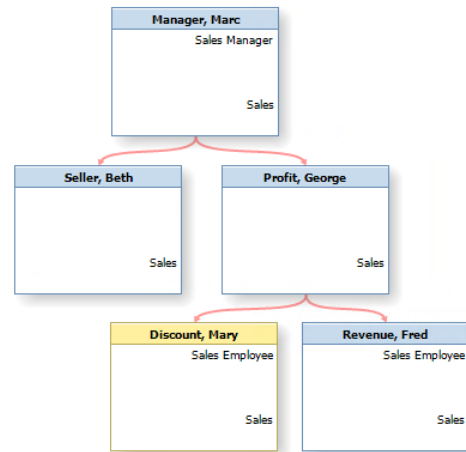 Manager, Marc
Sales Manager
Sales
Seller, Beth
Sales
Profit, George
Sales
Discount, Mary
Sales Employee
Sales
Revenue, Fred
Sales Employee
Sales